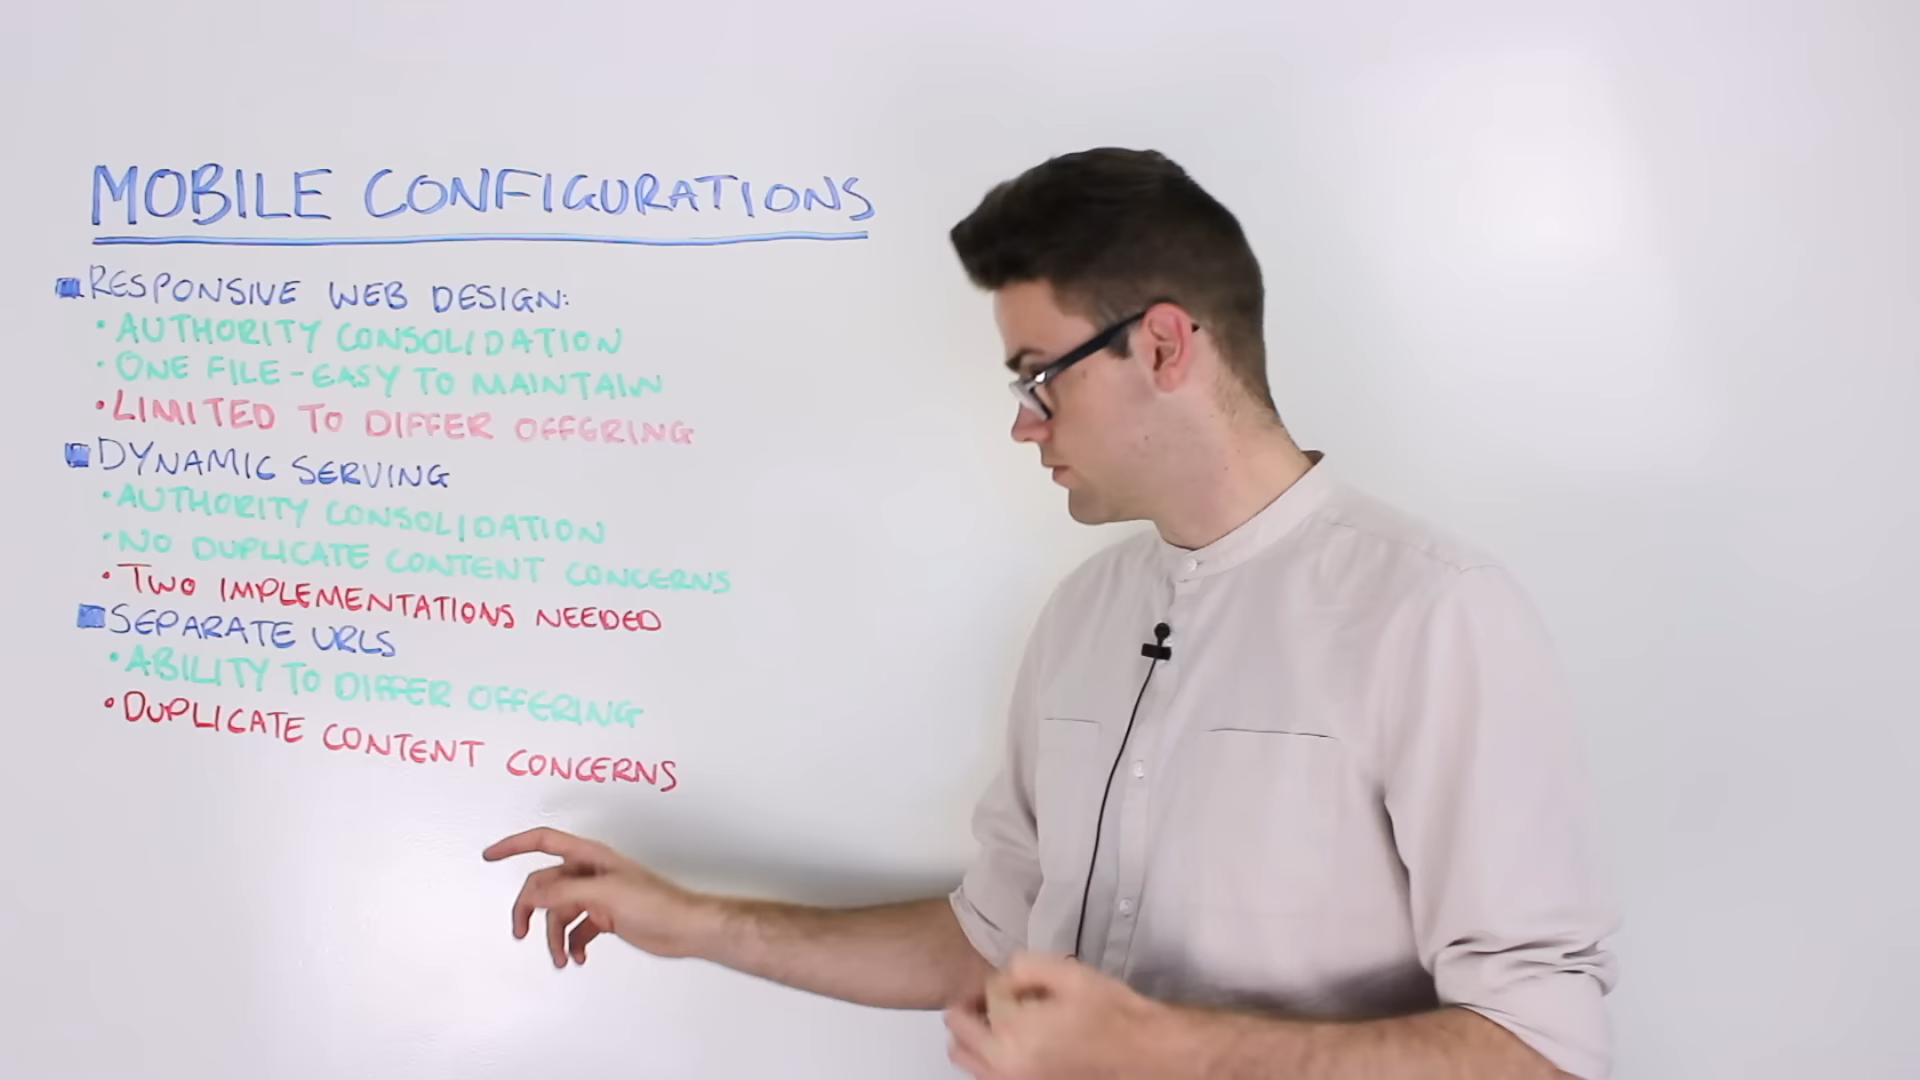 MOBILE CONFIGURATIONS
RESPONSIVE WEB DESIGN:
• AUTHORITY CONSOLIDATION
• ONE FILE - EASY TO MAINTAIN
• LIMITED TO DIFFER OFFERING
DYNAMIC SERVING
• AUTHORITY CONSOLIDATION
• NO DUPLICATE CONTENT CONCERNS
• TWO IMPLEMENTATIONS NEEDED
SEPARATE URLS
• ABILITY TO DIFFER OFFERING
• DUPLICATE CONTENT CONCERNS